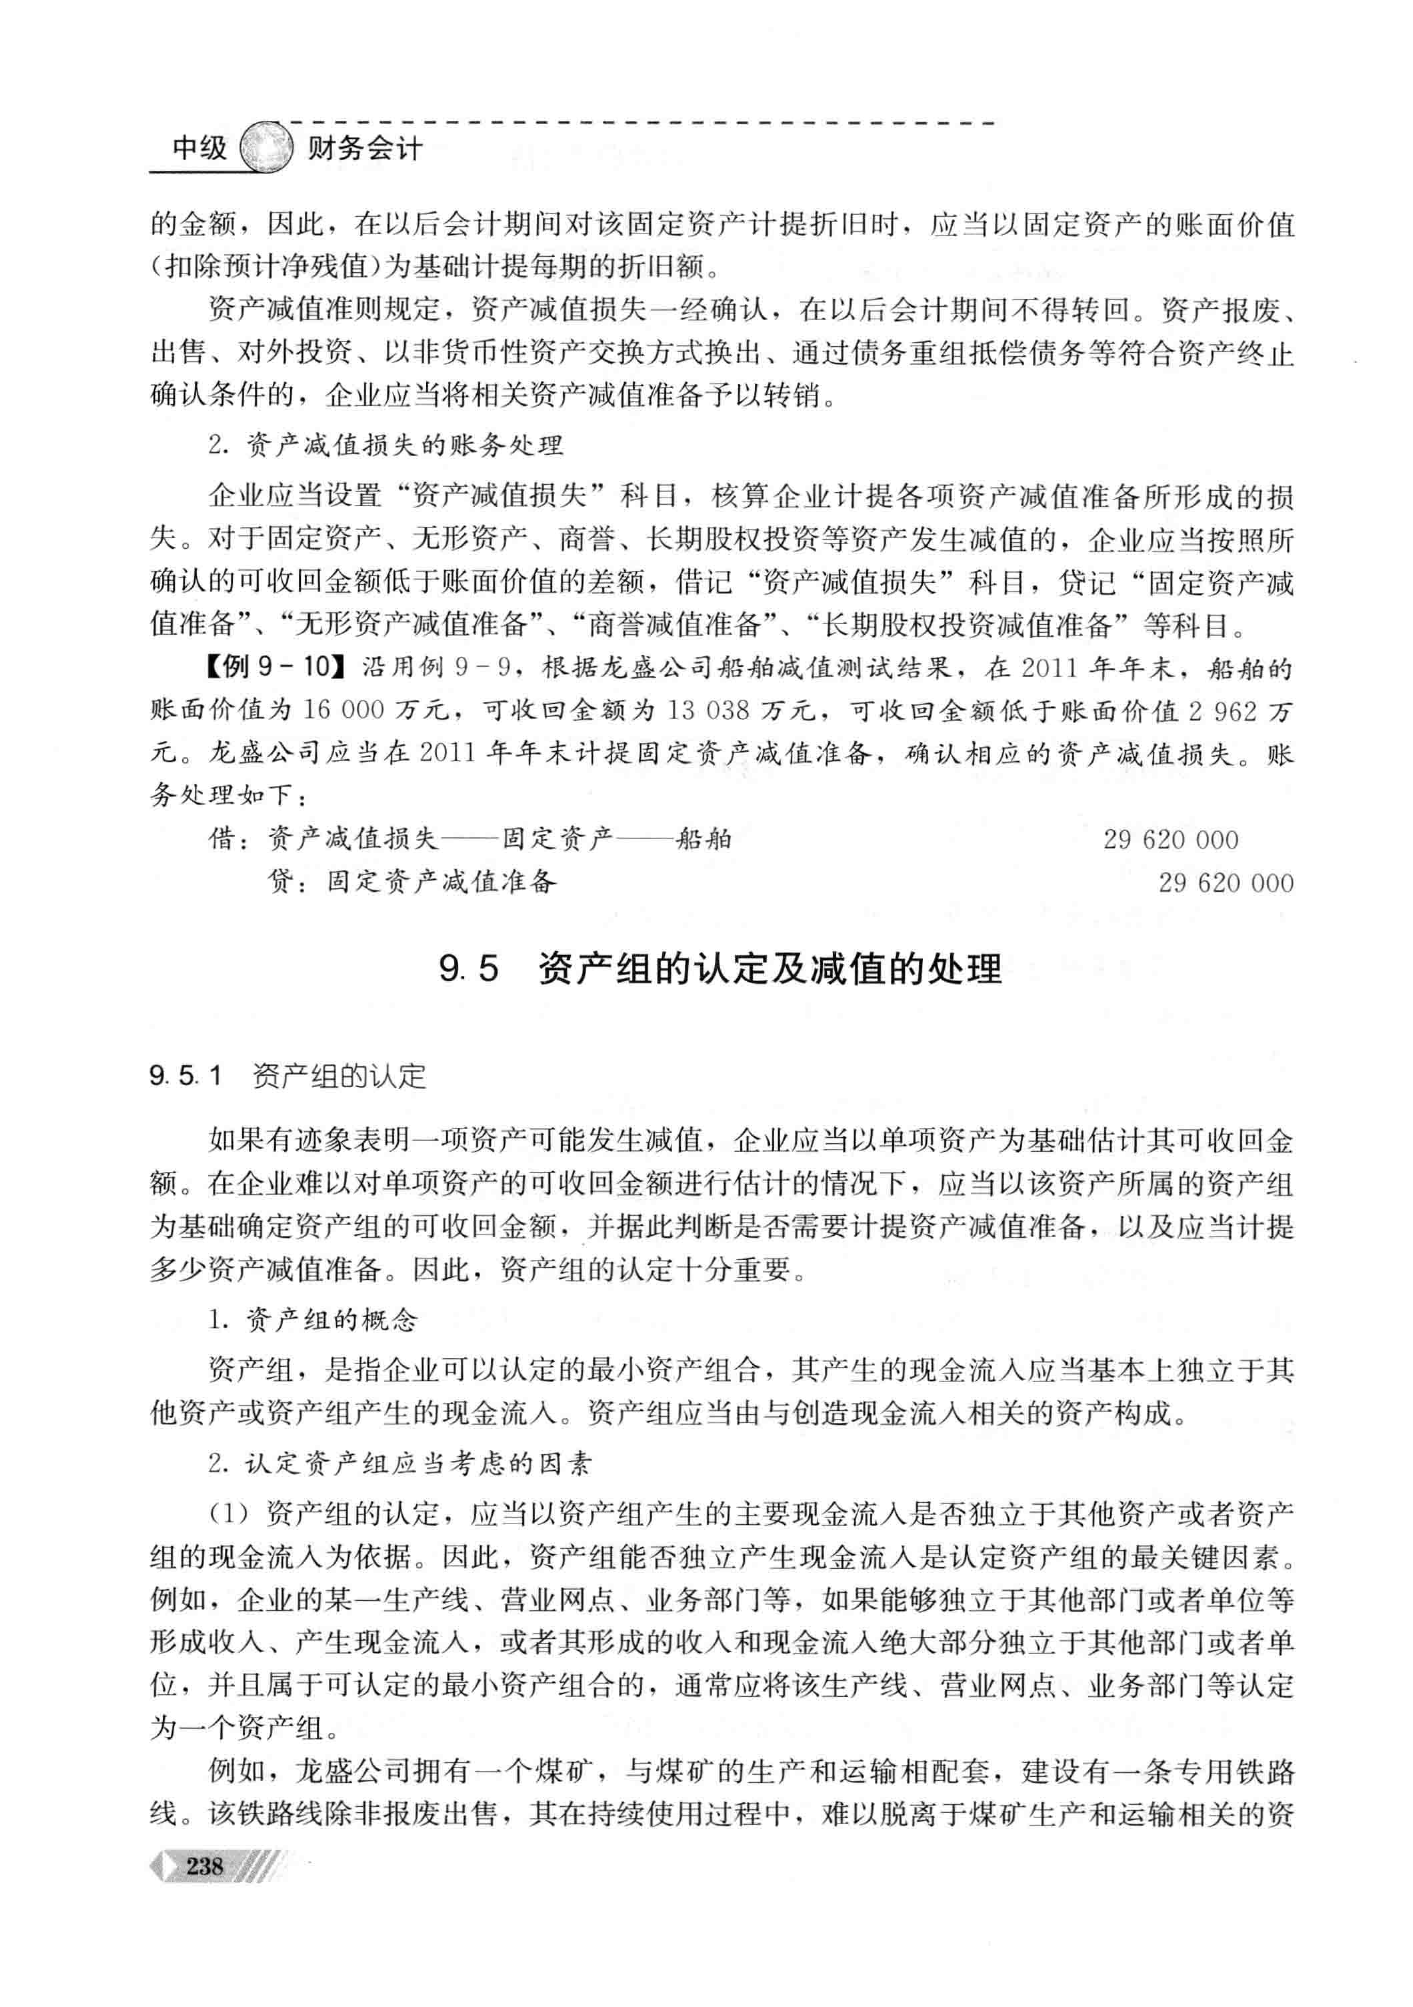 中级 财务会计
的金额，因此，在以后会计期间对该固定资产计提折旧时，应当以固定资产的账面价值
（扣除预计净残值）为基础计提每期的折旧额。
资产减值准则规定，资产减值损失一经确认，在以后会计期间不得转回。资产报废、
出售、对外投资、以非货币性资产交换方式换出、通过债务重组抵偿债务等符合资产终止
确认条件的，企业应当将相关资产减值准备予以转销。
2. 资产减值损失的账务处理
企业应当设置“资产减值损失”科目，核算企业计提各项资产减值准备所形成的损
失。对于固定资产、无形资产、商誉、长期股权投资等资产发生减值的，企业应当按照所
确认的可收回金额低于账面价值的差额，借记“资产减值损失”科目，贷记“固定资产减
值准备”、“无形资产减值准备”、“商誉减值准备”、“长期股权投资减值准备”等科目。
【例 9-10】沿用例 9-9，根据龙盛公司船舶减值测试结果，在 2011 年年末，船舶的
账面价值为 16 000 万元，可收回金额为 13 038 万元，可收回金额低于账面价值 2 962 万
元。龙盛公司应当在 2011 年年末计提固定资产减值准备，确认相应的资产减值损失。账
务处理如下：
借：资产减值损失——固定资产——船舶 29 620 000
贷：固定资产减值准备 29 620 000
9.5 资产组的认定及减值的处理
9.5.1 资产组的认定
如果有迹象表明一项资产可能发生减值，企业应当以单项资产为基础估计其可收回金
额。在企业难以对单项资产的可收回金额进行估计的情况下，应当以该资产所属的资产组
为基础确定资产组的可收回金额，并据此判断是否需要计提资产减值准备，以及应当计提
多少资产减值准备。因此，资产组的认定十分重要。
1. 资产组的概念
资产组，是指企业可以认定的最小资产组合，其产生的现金流入应当基本上独立于其
他资产或资产组产生的现金流入。资产组应当由与创造现金流入相关的资产构成。
2. 认定资产组应当考虑的因素
（1）资产组的认定，应当以资产组产生的主要现金流入是否独立于其他资产或者资产
组的现金流入为依据。因此，资产组能否独立产生现金流入是认定资产组的最关键因素。
例如，企业的某一生产线、营业网点、业务部门等，如果能够独立于其他部门或者单位等
形成收入、产生现金流入，或者其形成的收入和现金流入绝大部分独立于其他部门或者单
位，并且属于可认定的最小资产组合的，通常应将该生产线、营业网点、业务部门等认定
为一个资产组。
例如，龙盛公司拥有一个煤矿，与煤矿的生产和运输相配套，建设有一条专用铁路
线。该铁路线除非报废出售，其在持续使用过程中，难以脱离于煤矿生产和运输相关的资
238